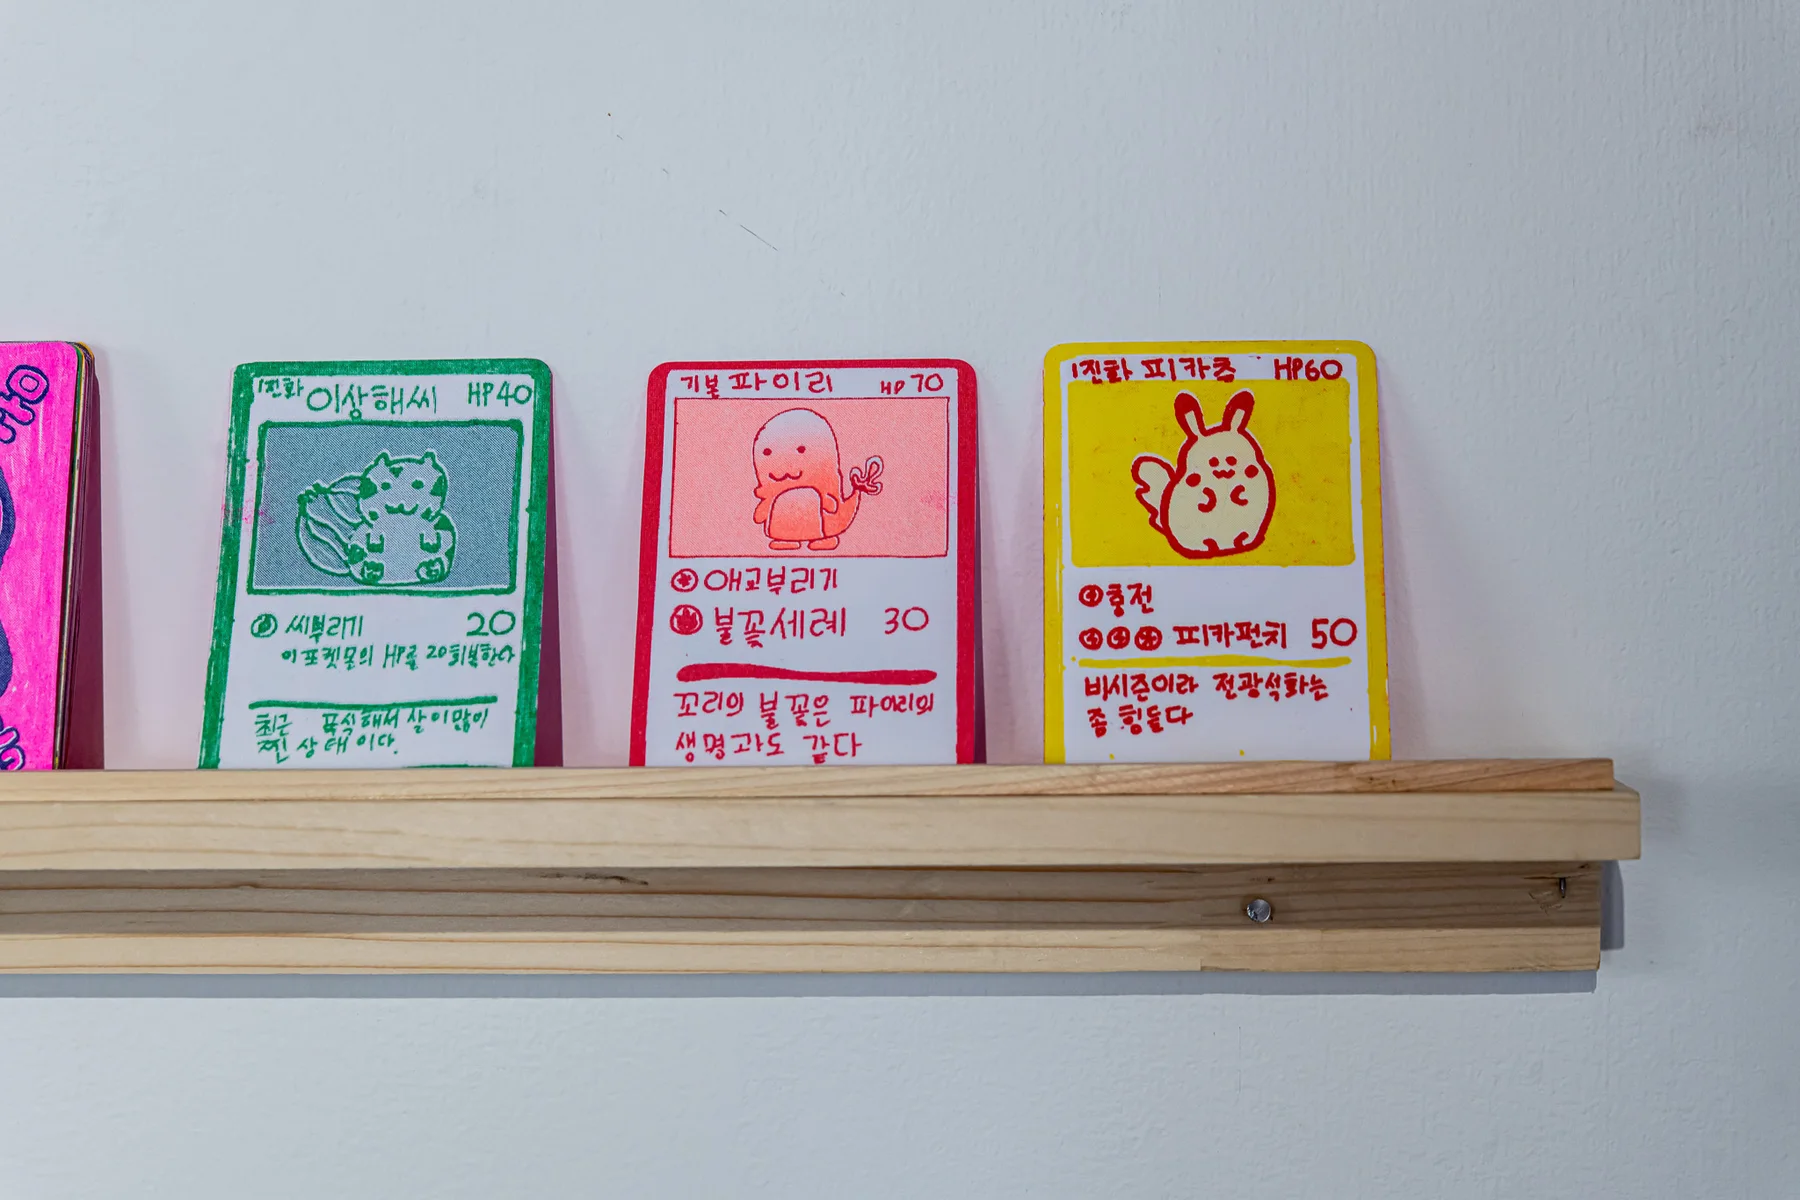 1진화 이상해씨 HP40
씨뿌리기 20
이 포켓몬의 HP를 20회복한다
최근 폭식해서 살이많이
찐 상태이다.
기본 파이리 HP 70
애교부리기
불꽃세례 30
꼬리의 불꽃은 파이리의
생명과도 같다
1진화 피카츄 HP60
충전
피카펀치 50
비시즌이라 전광석화는
좀 힘들다